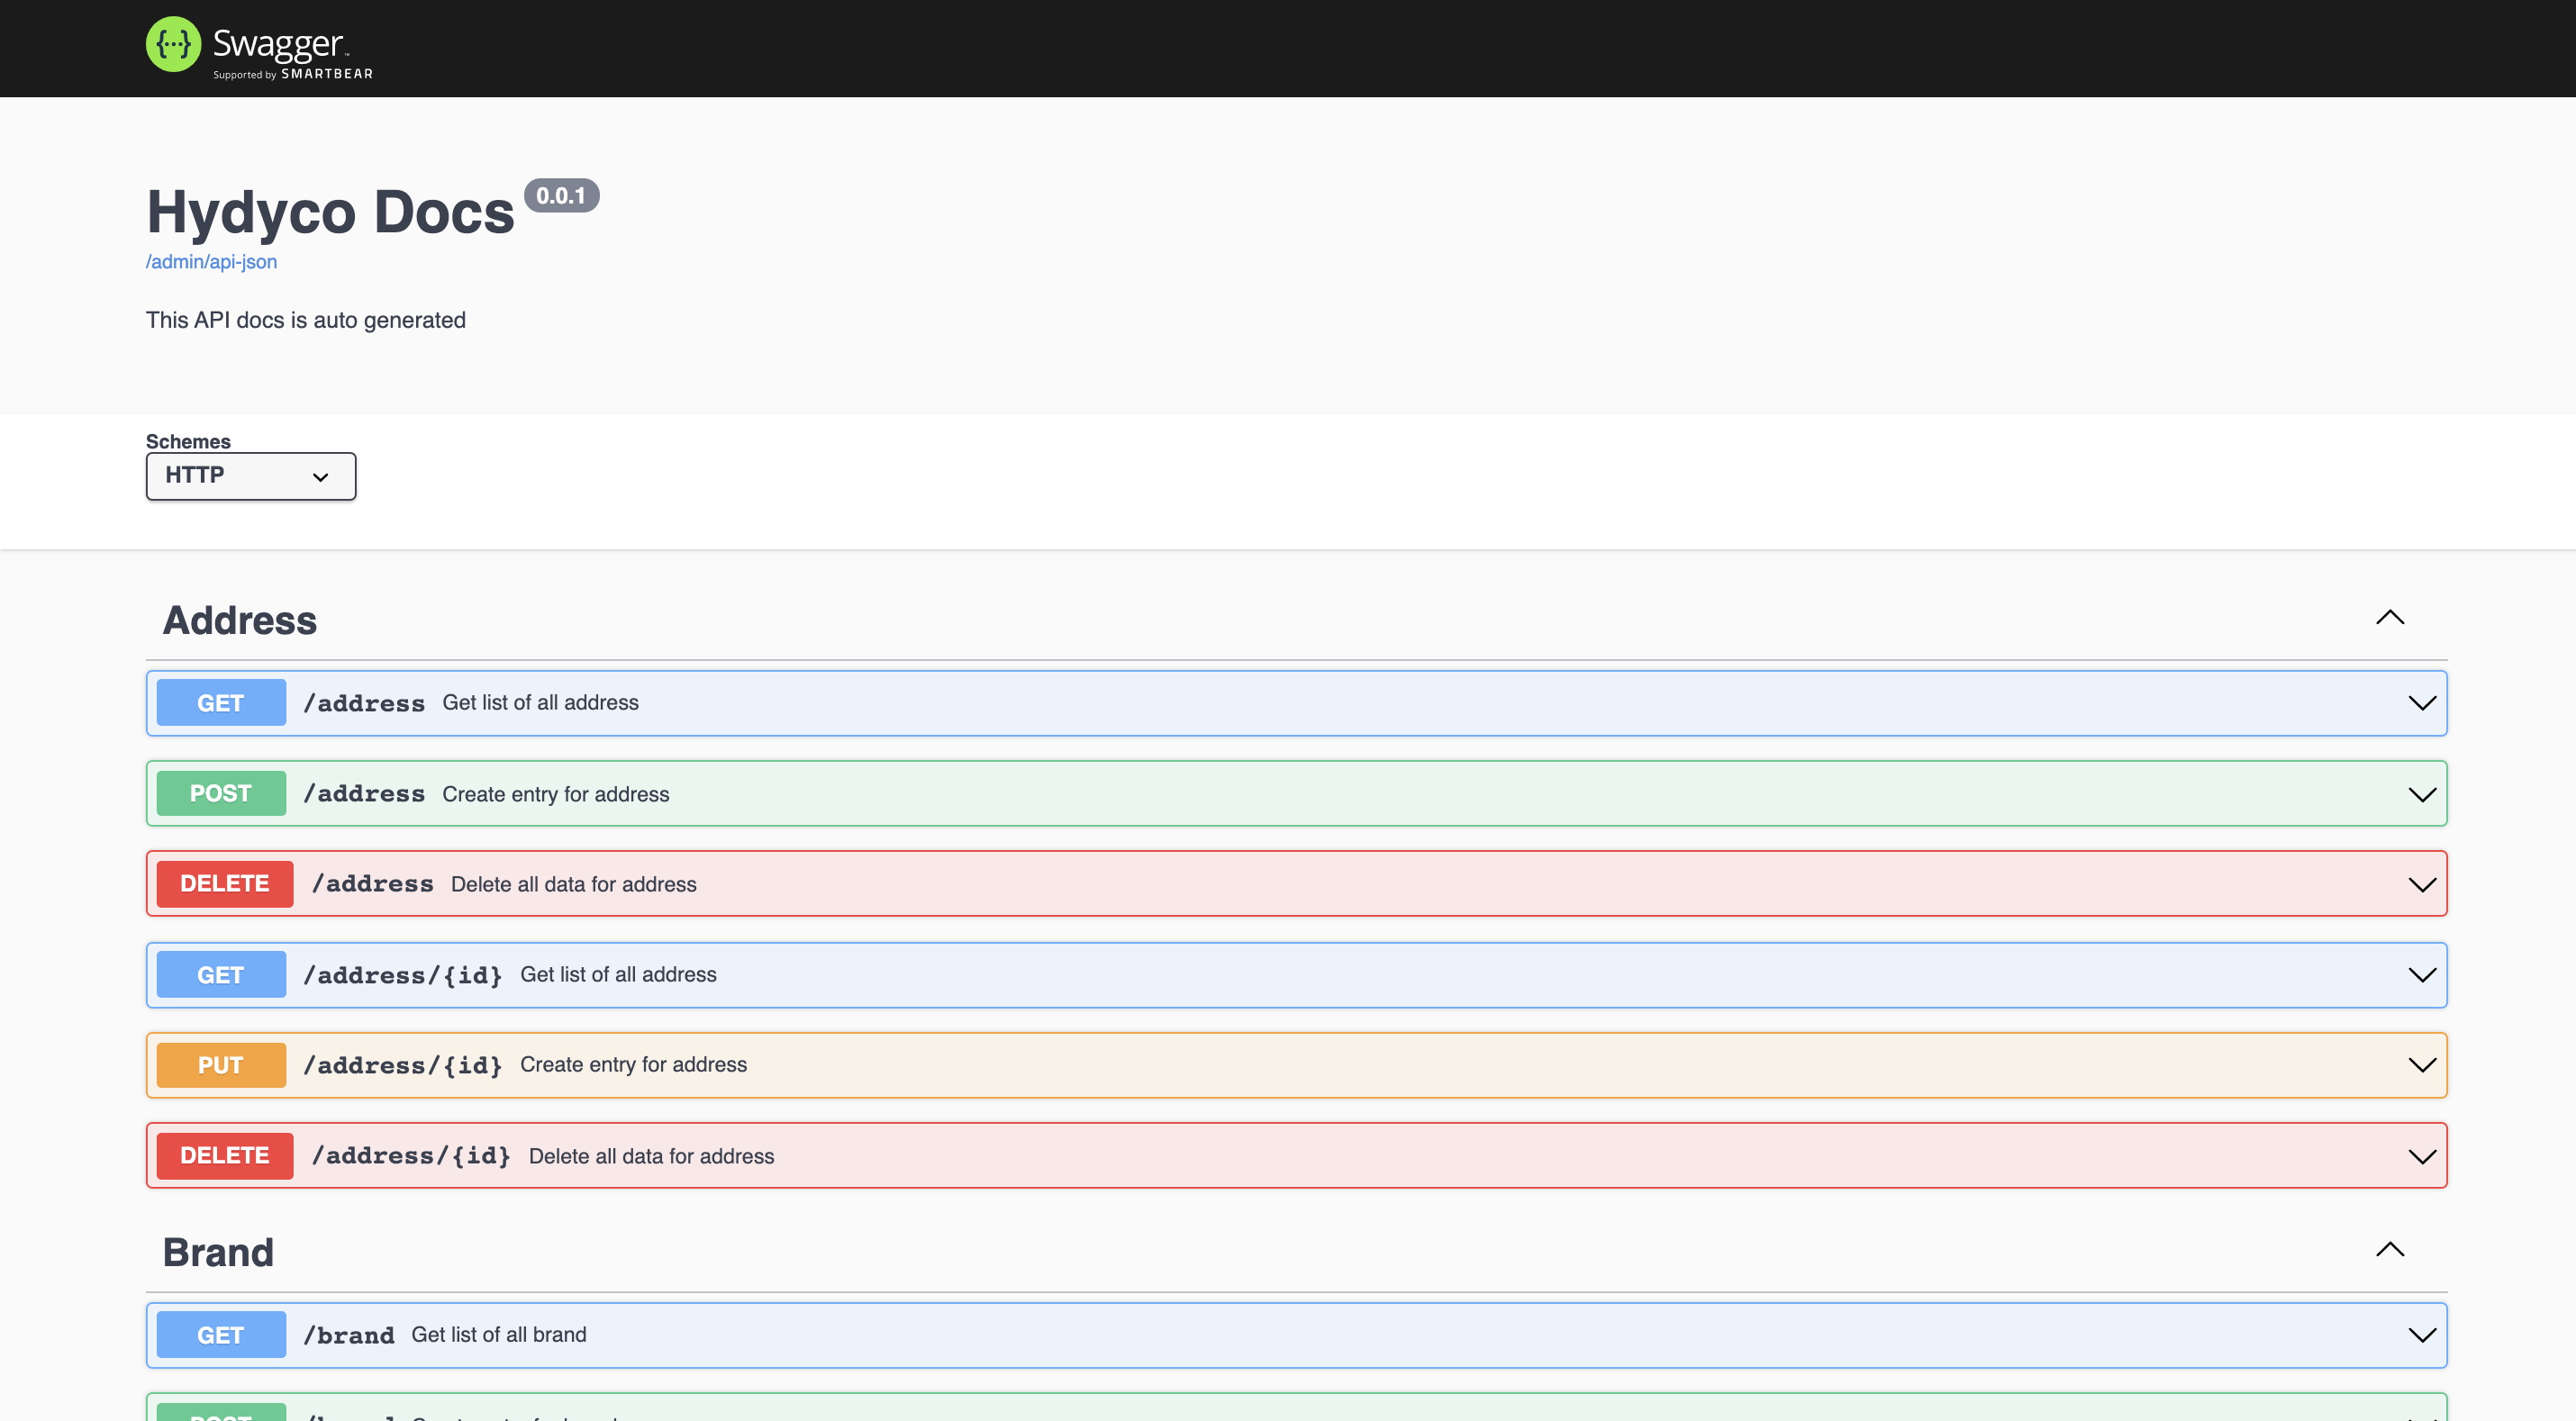 {···} Swagger™
Supported by SMARTBEAR
Hydyco Docs 0.0.1
/admin/api-json
This API docs is auto generated
Schemes
HTTP
Address
GET /address Get list of all address
POST /address Create entry for address
DELETE /address Delete all data for address
GET /address/{id} Get list of all address
PUT /address/{id} Create entry for address
DELETE /address/{id} Delete all data for address
Brand
GET /brand Get list of all brand
POST